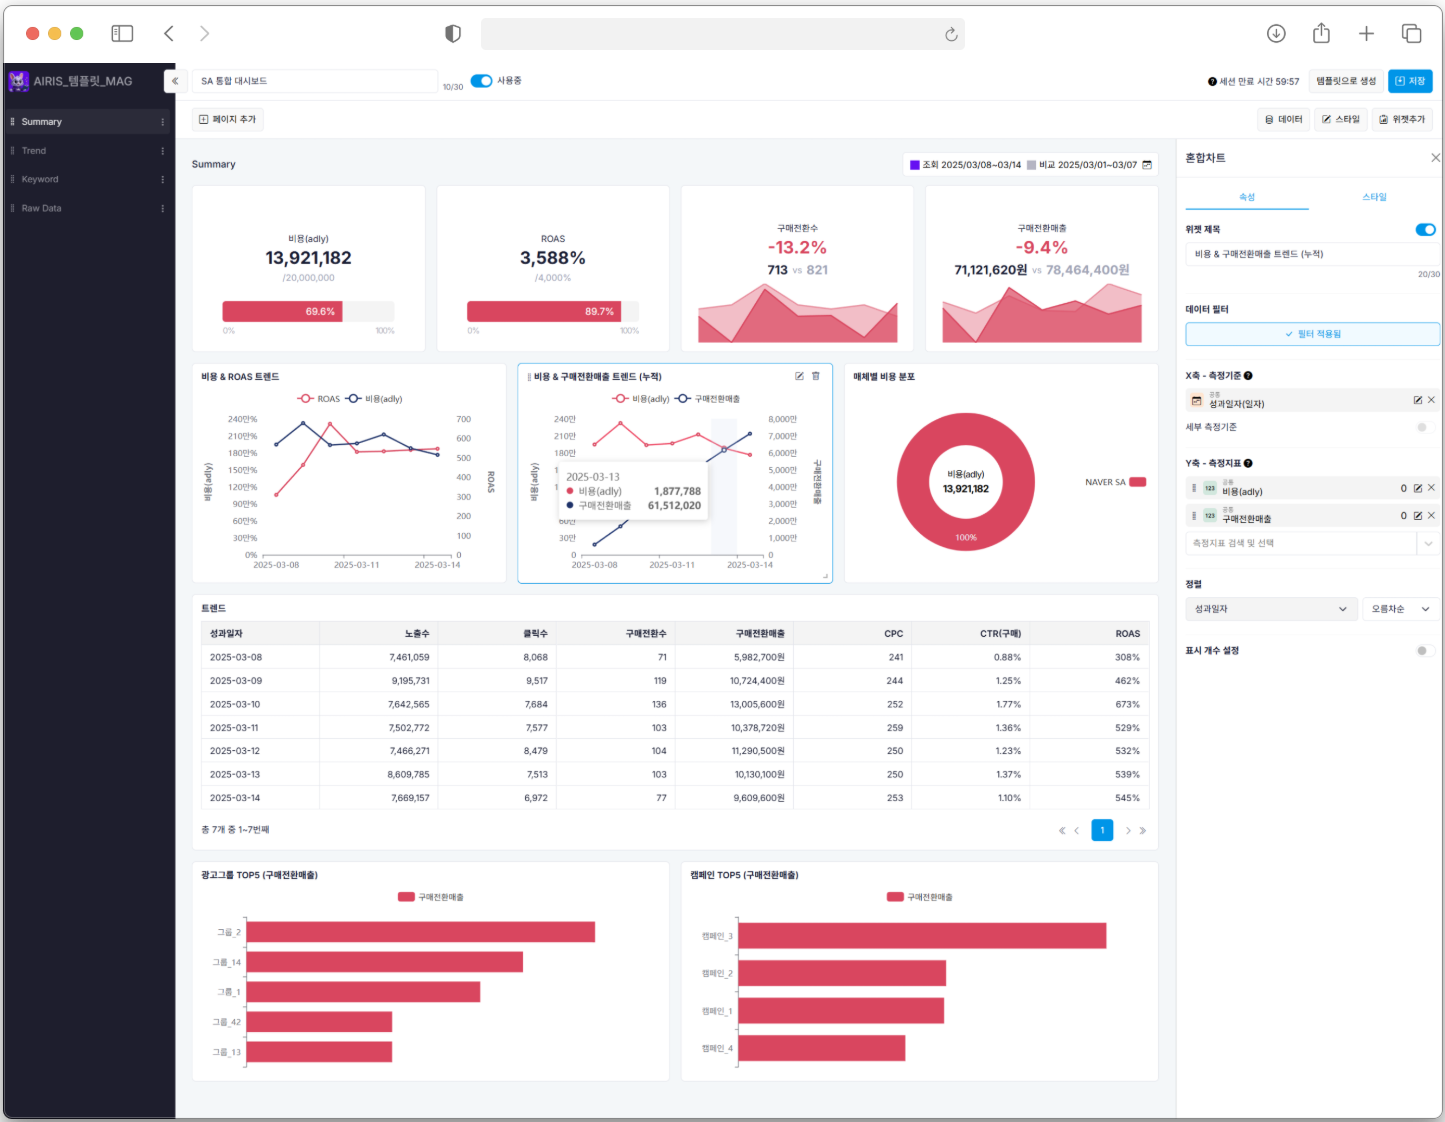 AIRIS_템플릿_MAG
SA 통합 대시보드
10/30
사용중
세션 만료 시간 59:57
템플릿으로 생성
저장
Summary
Trend
Keyword
Raw Data
페이지 추가
데이터
스타일
위젯추가
Summary
조회 2025/03/08~03/14 비교 2025/03/01~03/07
비용(adly)
13,921,182
/20,000,000
69.6%
0% 100%
ROAS
3,588%
/4,000%
89.7%
0% 100%
구매전환수
-13.2%
713 vs 821
구매전환매출
-9.4%
71,121,620원 vs 78,464,400원
비용 & ROAS 트렌드
ROAS 비용(adly)
240만%
210만%
180만%
150만%
120만%
90만%
60만%
30만%
0%
비용(adly)
700
600
500
400
300
200
100
0
ROAS
2025-03-08 2025-03-11 2025-03-14
비용 & 구매전환매출 트렌드 (누적)
비용(adly) 구매전환매출
240만
210만
180만
60만
30만
0
비용(adly)
8,000만
7,000만
6,000만
5,000만
4,000만
3,000만
2,000만
1,000만
0
구매전환매출
2025-03-13
비용(adly) 1,877,788
구매전환매출 61,512,020
2025-03-08 2025-03-11 2025-03-14
매체별 비용 분포
비용(adly)
13,921,182
100%
NAVER SA
트렌드
성과일자 노출수 클릭수 구매전환수 구매전환매출 CPC CTR(구매) ROAS
2025-03-08 7,461,059 8,068 71 5,982,700원 241 0.88% 308%
2025-03-09 9,195,731 9,517 119 10,724,400원 244 1.25% 462%
2025-03-10 7,642,565 7,684 136 13,005,600원 252 1.77% 673%
2025-03-11 7,502,772 7,577 103 10,378,720원 259 1.36% 529%
2025-03-12 7,466,271 8,479 104 11,290,500원 250 1.23% 532%
2025-03-13 8,609,785 7,513 103 10,130,100원 250 1.37% 539%
2025-03-14 7,669,157 6,972 77 9,609,600원 253 1.10% 545%
총 7개 중 1~7번째
1
광고그룹 TOP5 (구매전환매출)
구매전환매출
그룹_2
그룹_14
그룹_1
그룹_42
그룹_13
캠페인 TOP5 (구매전환매출)
구매전환매출
캠페인_3
캠페인_2
캠페인_1
캠페인_4
혼합차트
속성 스타일
위젯 제목
비용 & 구매전환매출 트렌드 (누적)
20/30
데이터 필터
필터 적용됨
X축 - 측정기준
공통
성과일자(일자)
세부 측정기준
Y축 - 측정지표
123 공통
비용(adly) 0
123 공통
구매전환매출 0
측정지표 검색 및 선택
정렬
성과일자 오름차순
표시 개수 설정